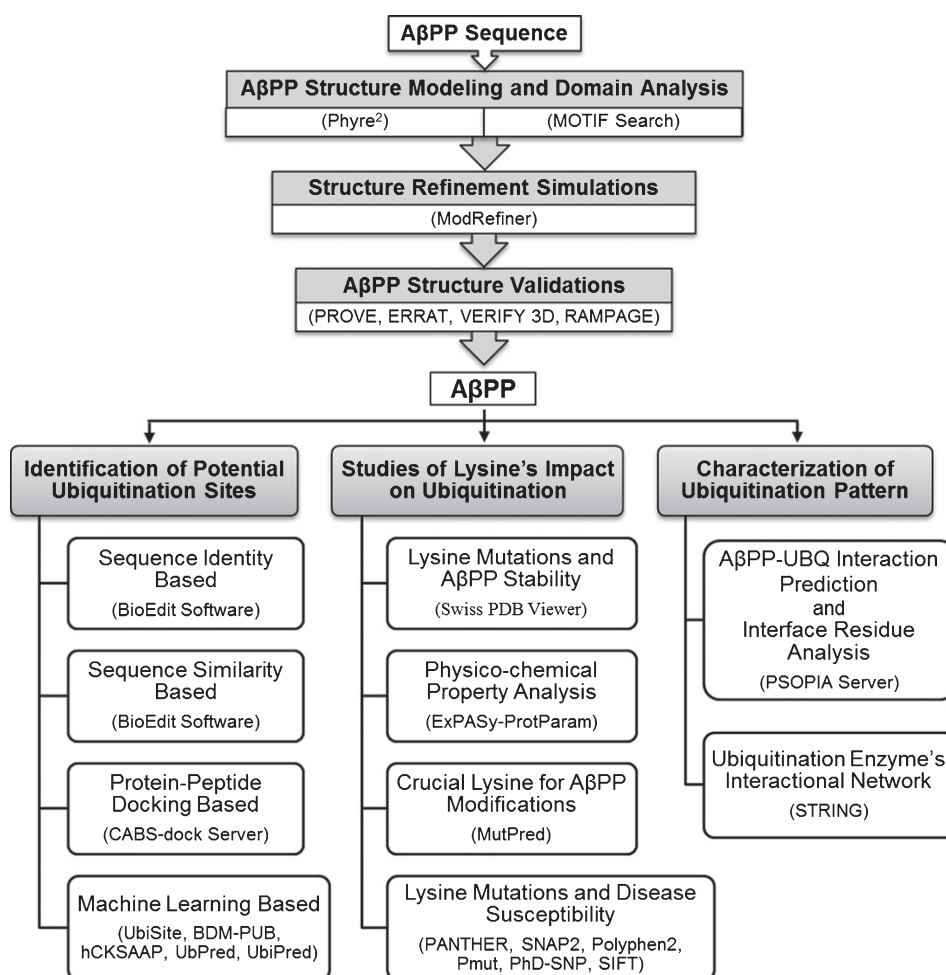 AβPP Sequence
AβPP Structure Modeling and Domain Analysis
(Phyre²)
(MOTIF Search)
Structure Refinement Simulations
(ModRefiner)
AβPP Structure Validations
(PROVE, ERRAT, VERIFY 3D, RAMPAGE)
AβPP
Identification of Potential
Ubiquitination Sites
Sequence Identity
Based
(BioEdit Software)
Sequence Similarity
Based
(BioEdit Software)
Protein-Peptide
Docking Based
(CABS-dock Server)
Machine Learning Based
(UbiSite, BDM-PUB,
hCKSAAP, UbPred, UbiPred)
Studies of Lysine's Impact
on Ubiquitination
Lysine Mutations and
AβPP Stability
(Swiss PDB Viewer)
Physico-chemical
Property Analysis
(ExPASy-ProtParam)
Crucial Lysine for AβPP
Modifications
(MutPred)
Lysine Mutations and Disease
Susceptibility
(PANTHER, SNAP2, Polyphen2,
Pmut, PhD-SNP, SIFT)
Characterization of
Ubiquitination Pattern
AβPP-UBQ Interaction
Prediction
and
Interface Residue
Analysis
(PSOPIA Server)
Ubiquitination Enzyme's
Interactional Network
(STRING)